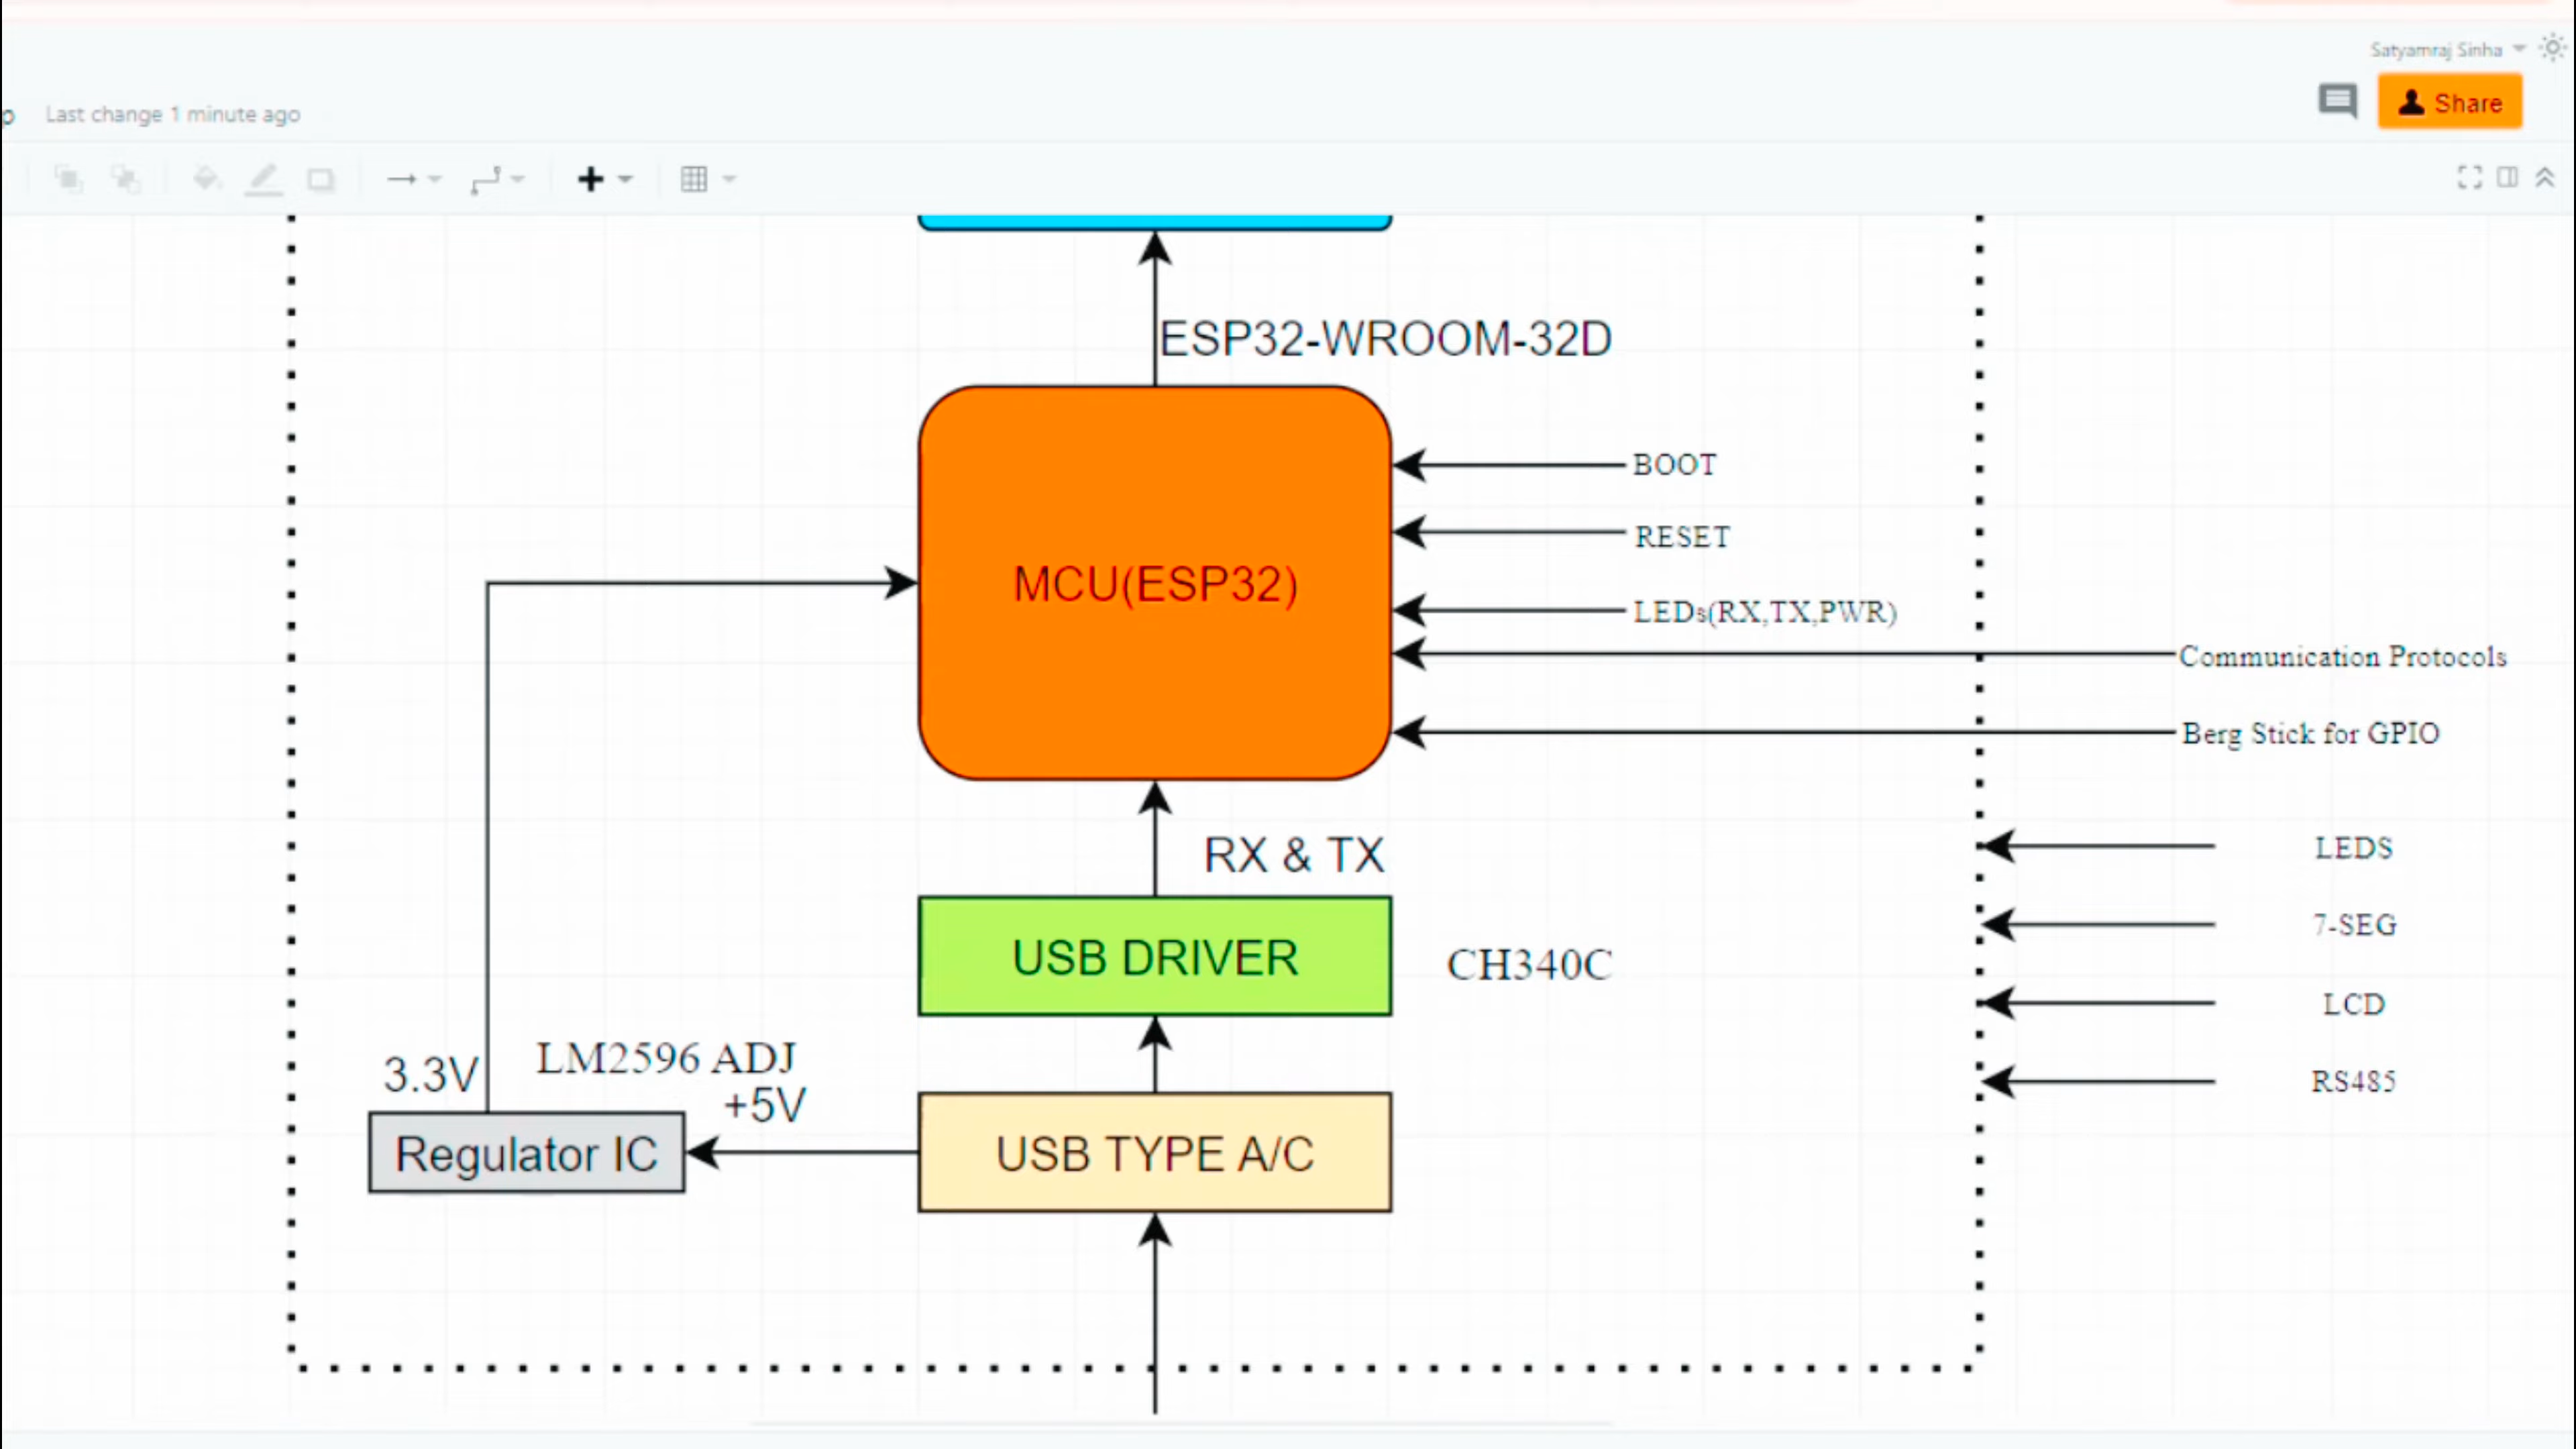 Satyamraj Sinha
Last change 1 minute ago
Share
ESP32-WROOM-32D
BOOT
RESET
MCU(ESP32)
LEDs(RX,TX,PWR)
Communication Protocols
Berg Stick for GPIO
RX & TX
LEDS
7-SEG
USB DRIVER
CH340C
LCD
3.3V
LM2596 ADJ
+5V
RS485
Regulator IC
USB TYPE A/C